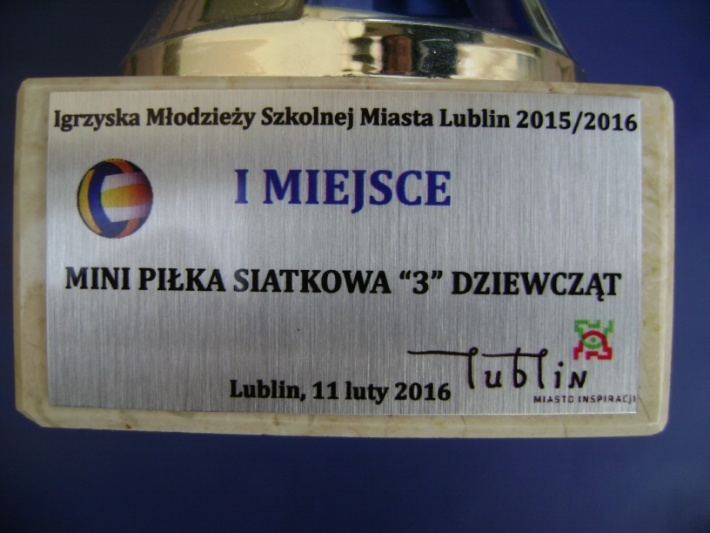 Igrzyska Młodzieży Szkolnej Miasta Lublin 2015/2016
I MIEJSCE
MINI PIŁKA SIATKOWA “3” DZIEWCZĄT
Lublin, 11 luty 2016
lublin
MIASTO INSPIRACJI